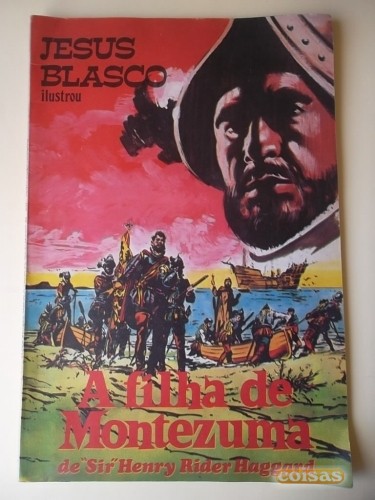 JESUS
BLASCO
ilustrou
A filha de
Montezuma
de "Sir" Henry Rider Haggard
coisas